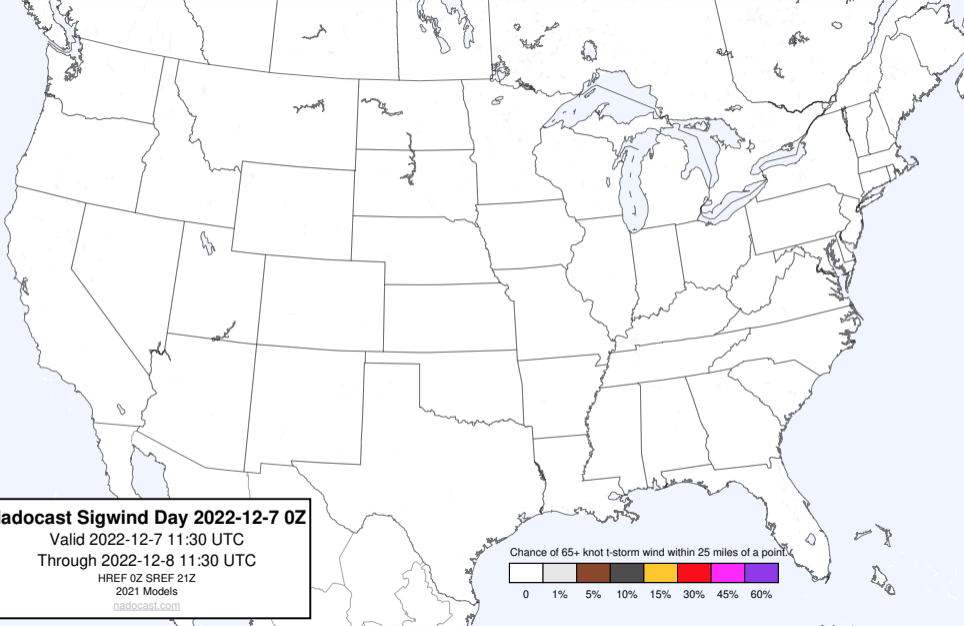 adocast Sigwind Day 2022-12-7 0Z
Valid 2022-12-7 11:30 UTC
Through 2022-12-8 11:30 UTC
HREF 0Z SREF 21Z
2021 Models
nadocast.com
Chance of 65+ knot t-storm wind within 25 miles of a point.
0 1% 5% 10% 15% 30% 45% 60%